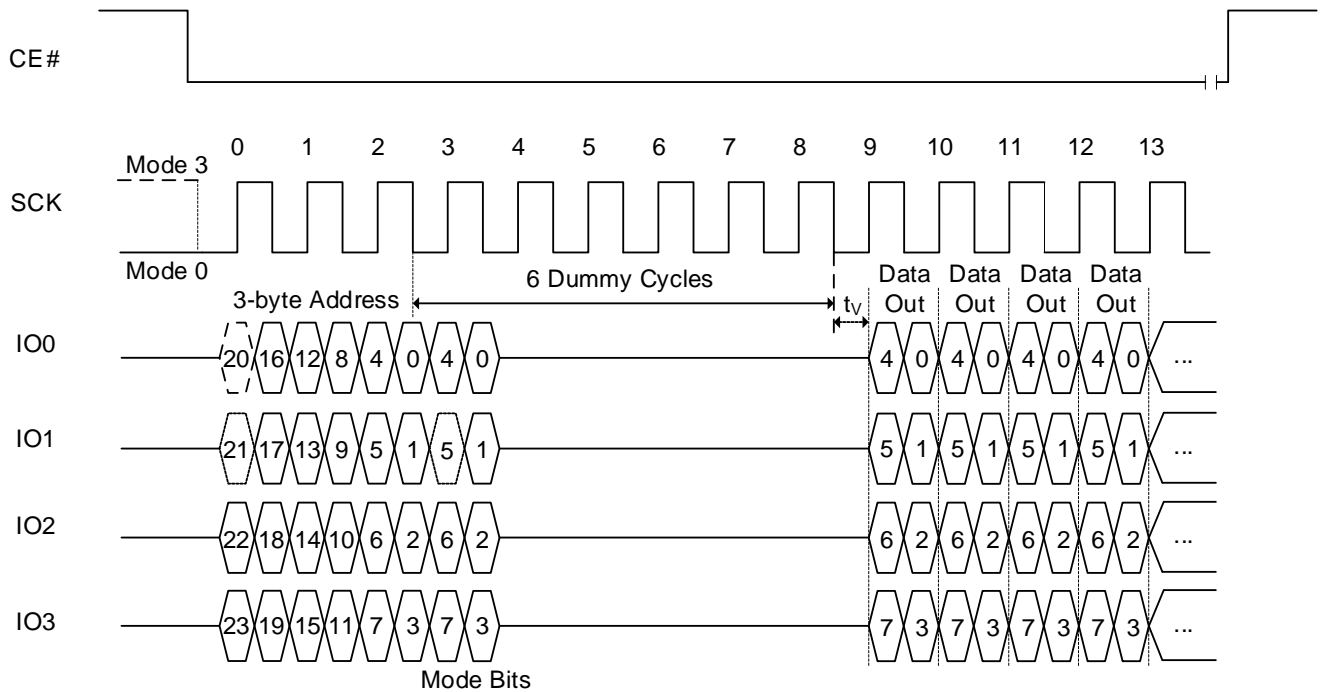 CE#
0 1 2 3 4 5 6 7 8 9 10 11 12 13
Mode 3
SCK
Mode 0
3-byte Address
6 Dummy Cycles
tV
Data Out
Data Out
Data Out
Data Out
IO0 20 16 12 8 4 0 4 0 4 0 4 0 4 0 4 0 ...
IO1 21 17 13 9 5 1 5 1 5 1 5 1 5 1 5 1 ...
IO2 22 18 14 10 6 2 6 2 6 2 6 2 6 2 6 2 ...
IO3 23 19 15 11 7 3 7 3 7 3 7 3 7 3 7 3 ...
Mode Bits